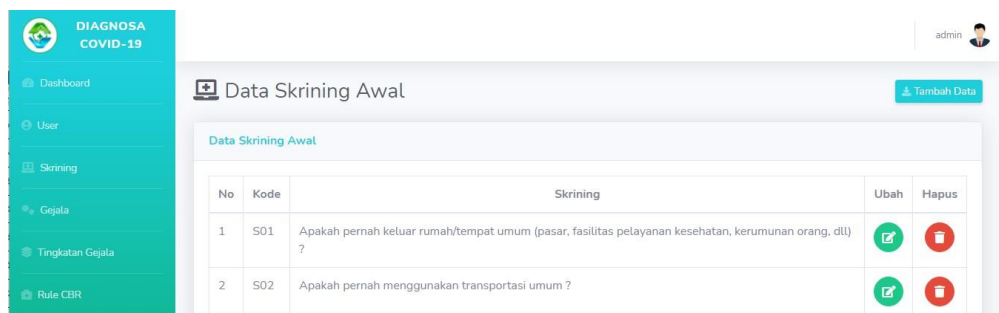 DIAGNOSA
COVID-19
admin
Dashboard
User
Skrining
Gejala
Tingkatan Gejala
Rule CBR
Data Skrining Awal
Tambah Data
Data Skrining Awal
No Kode Skrining Ubah Hapus
1 S01 Apakah pernah keluar rumah/tempat umum (pasar, fasilitas pelayanan kesehatan, kerumunan orang, dll)
?
2 S02 Apakah pernah menggunakan transportasi umum ?